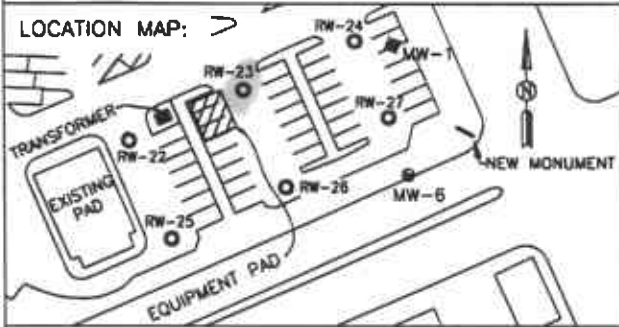 LOCATION MAP:
RW-24
MW-1
RW-23
N
RW-27
TRANSFORMER
RW-22
NEW MONUMENT
EXISTING
PAD
RW-26
MW-6
RW-25
EQUIPMENT PAD